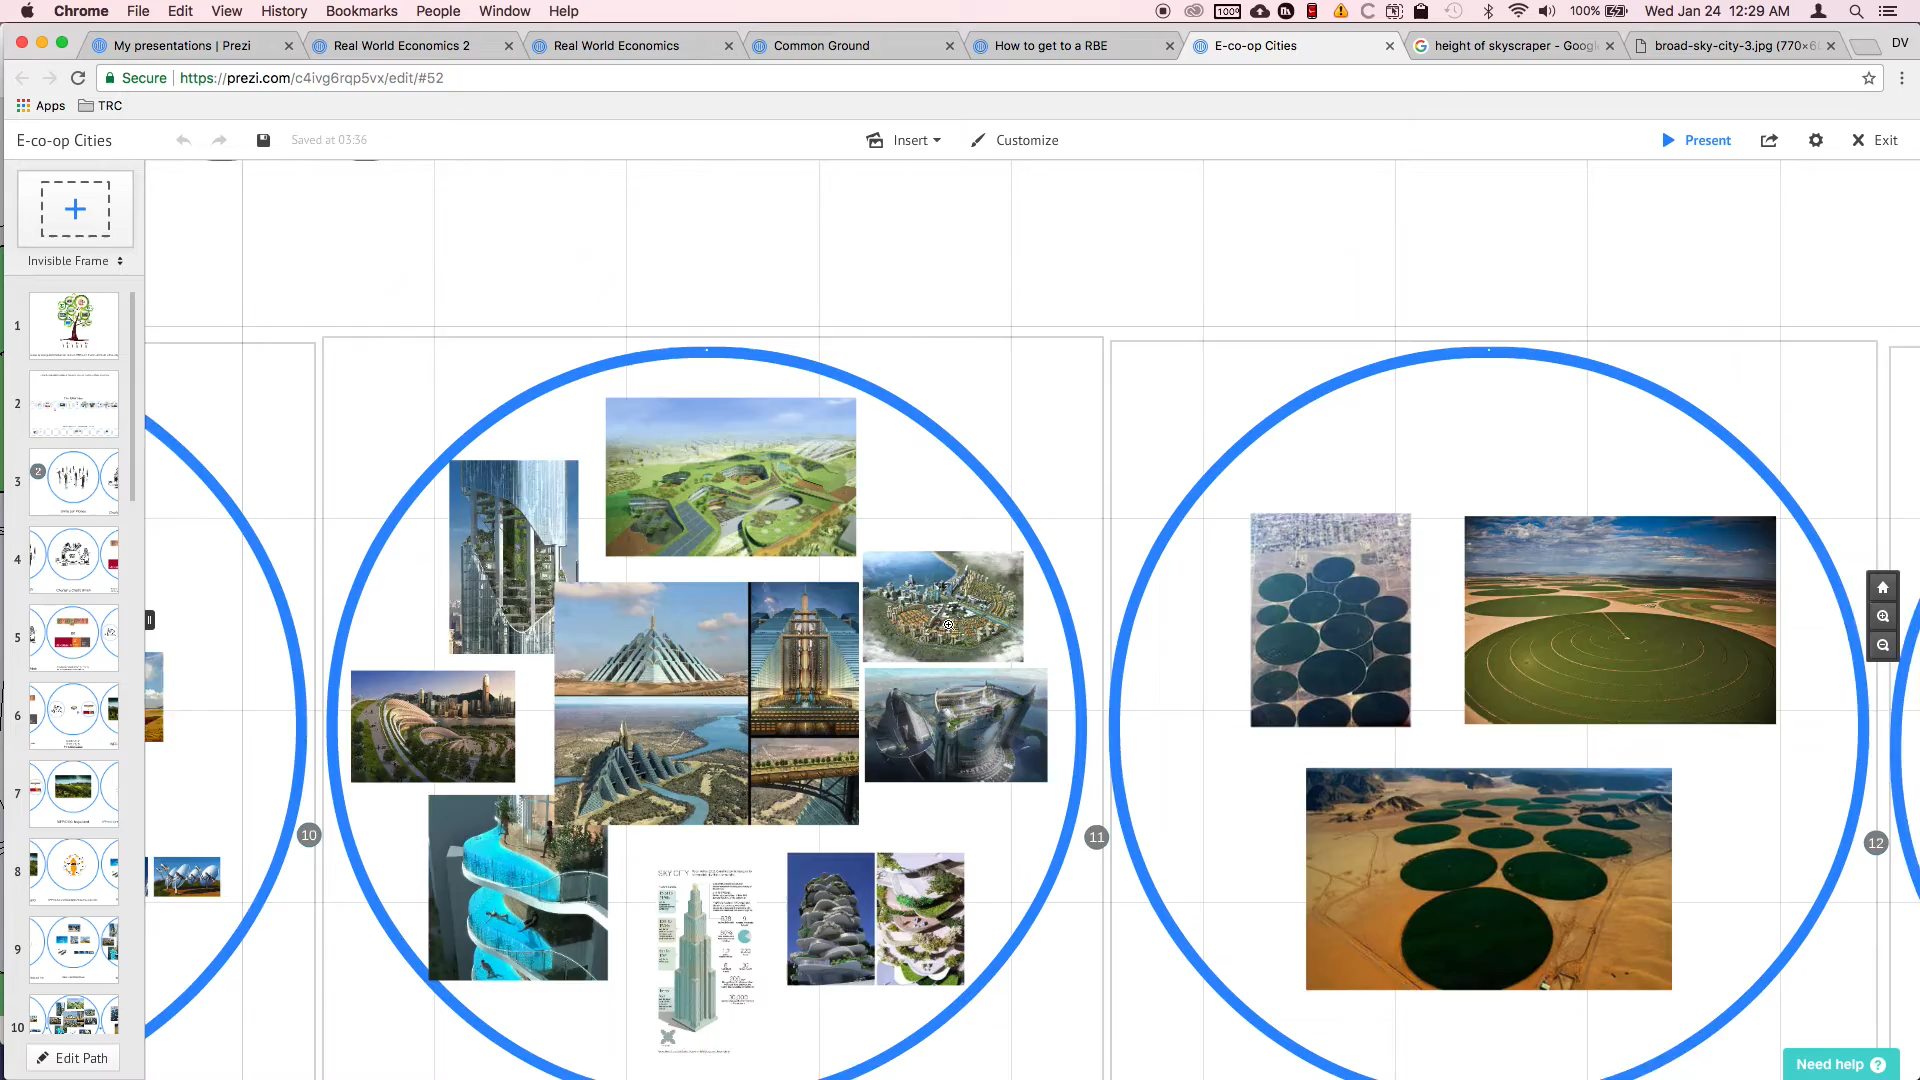 Chrome File Edit View History Bookmarks People Window Help
100% Wed Jan 24 12:29 AM
My presentations | Prezi
Real World Economics 2
Real World Economics
Common Ground
How to get to a RBE
E-co-op Cities
height of skyscraper - Googl
broad-sky-city-3.jpg (770×6
DV
Secure https://prezi.com/c4ivg6rqp5vx/edit/#52
Apps TRC
E-co-op Cities
Saved at 03:36
Insert
Customize
Present
Exit
Invisible Frame
1
2
3
2
4
5
6
7
8
9
10
Edit Path
10
11
12
SKY CITY
Need help ?